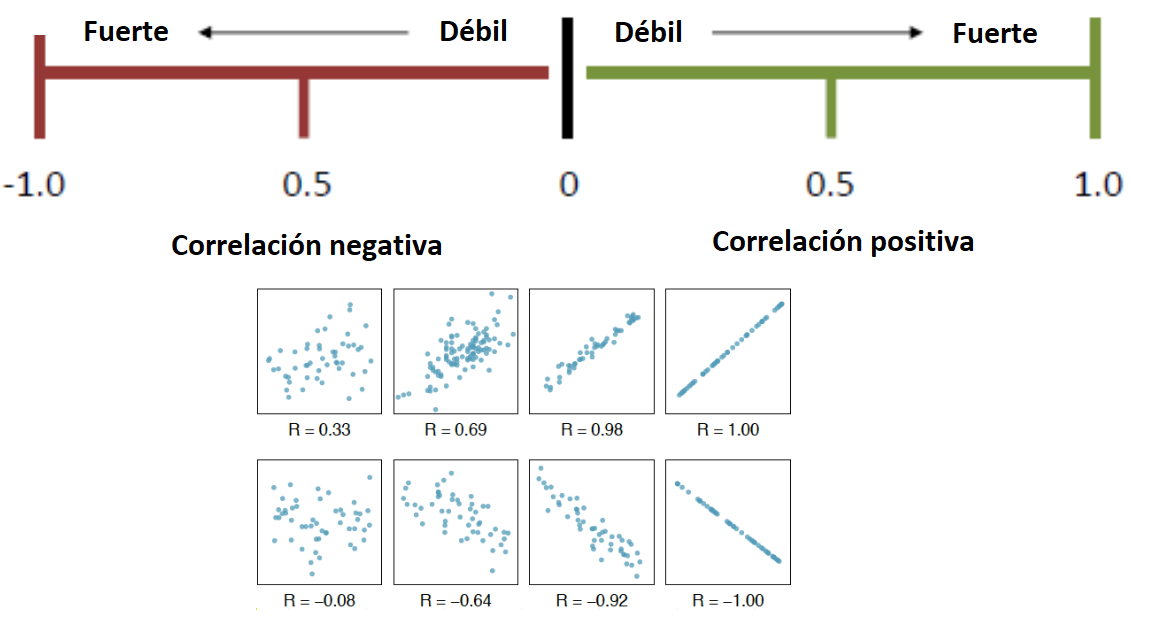 Fuerte Débil Débil Fuerte
-1.0 0.5 0 0.5 1.0
Correlación negativa Correlación positiva
R = 0.33 R = 0.69 R = 0.98 R = 1.00
R = −0.08 R = −0.64 R = −0.92 R = −1.00